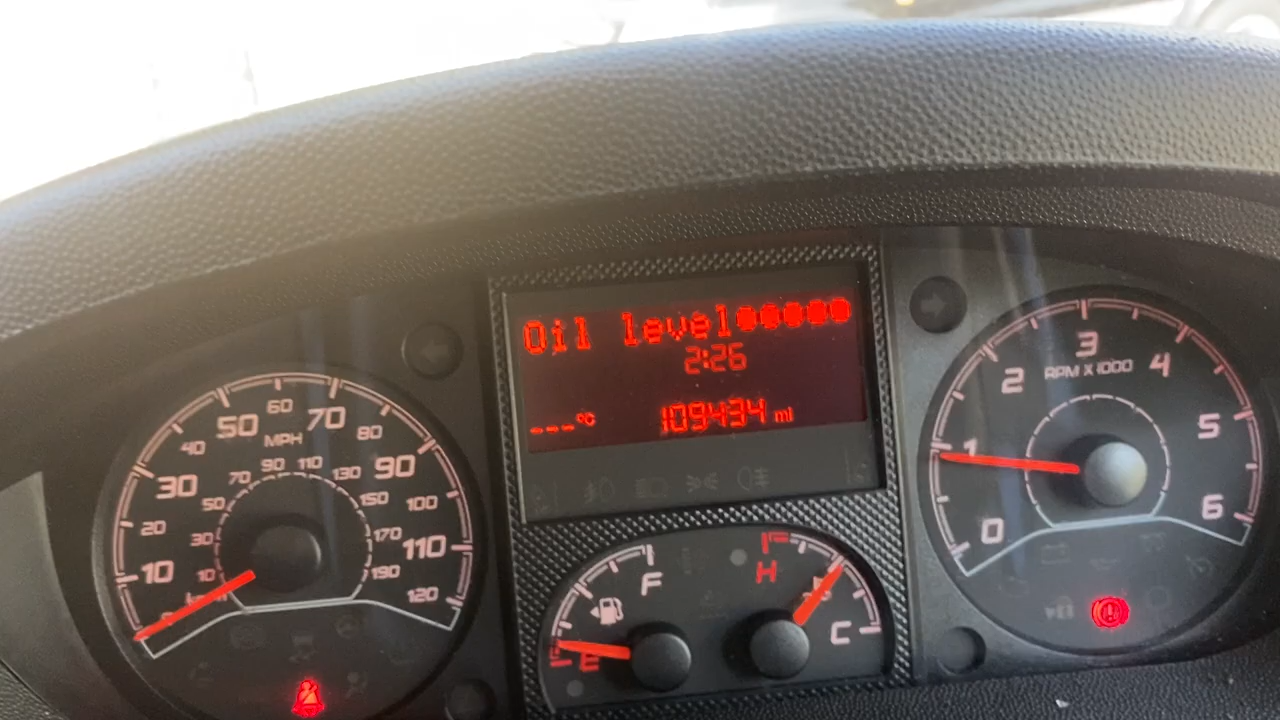 Oil level
2:26
---°C 109434 ml
60
50 70
40 MPH 80
30 90
20 100
10 110
120
90 110
70 130
50 150
30 170
10 190
3
2 RPM X 1000 4
1 5
0 6
F
E
H
C